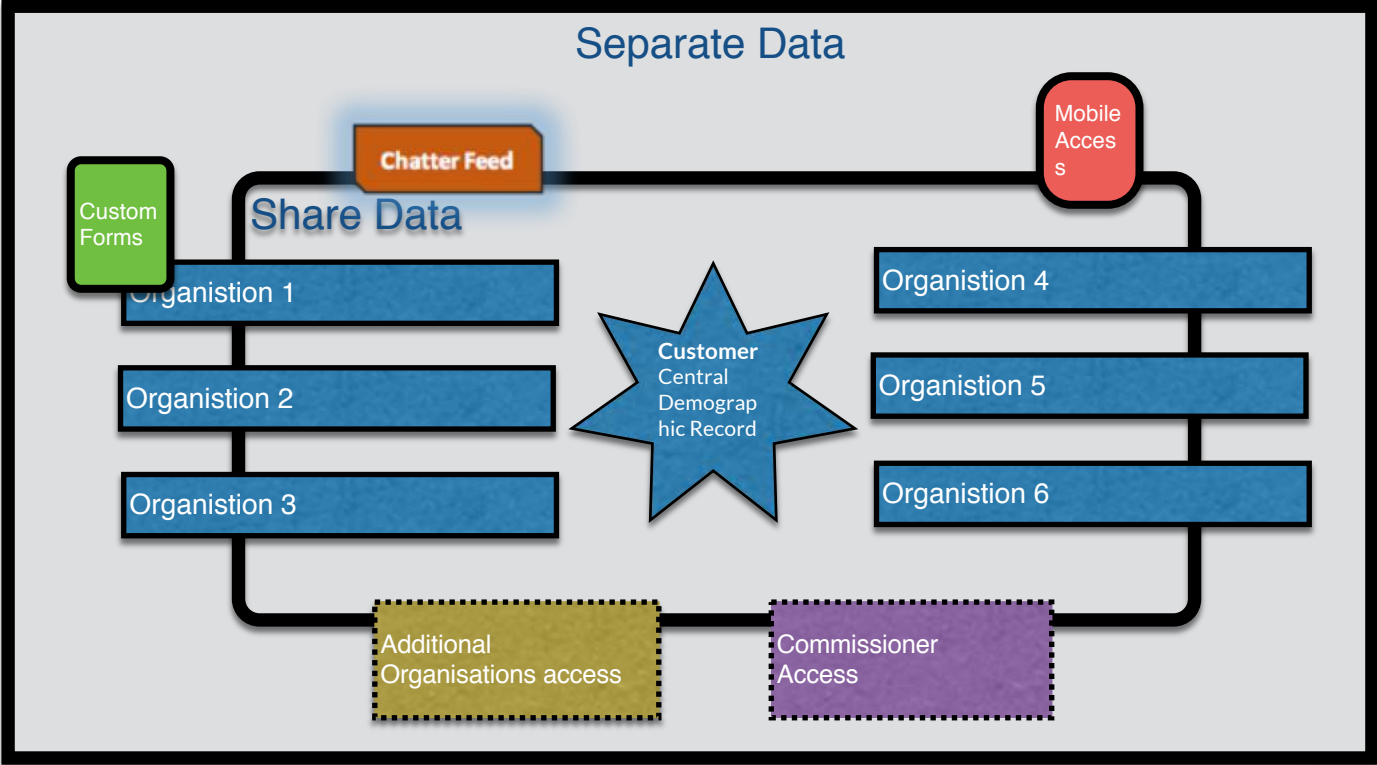 Separate Data
Mobile
Acces
s
Chatter Feed
Custom
Forms
Share Data
Organistion 1
Organistion 4
Customer
Central
Demograp
hic Record
Organistion 2
Organistion 5
Organistion 3
Organistion 6
Additional
Organisations access
Commissioner
Access